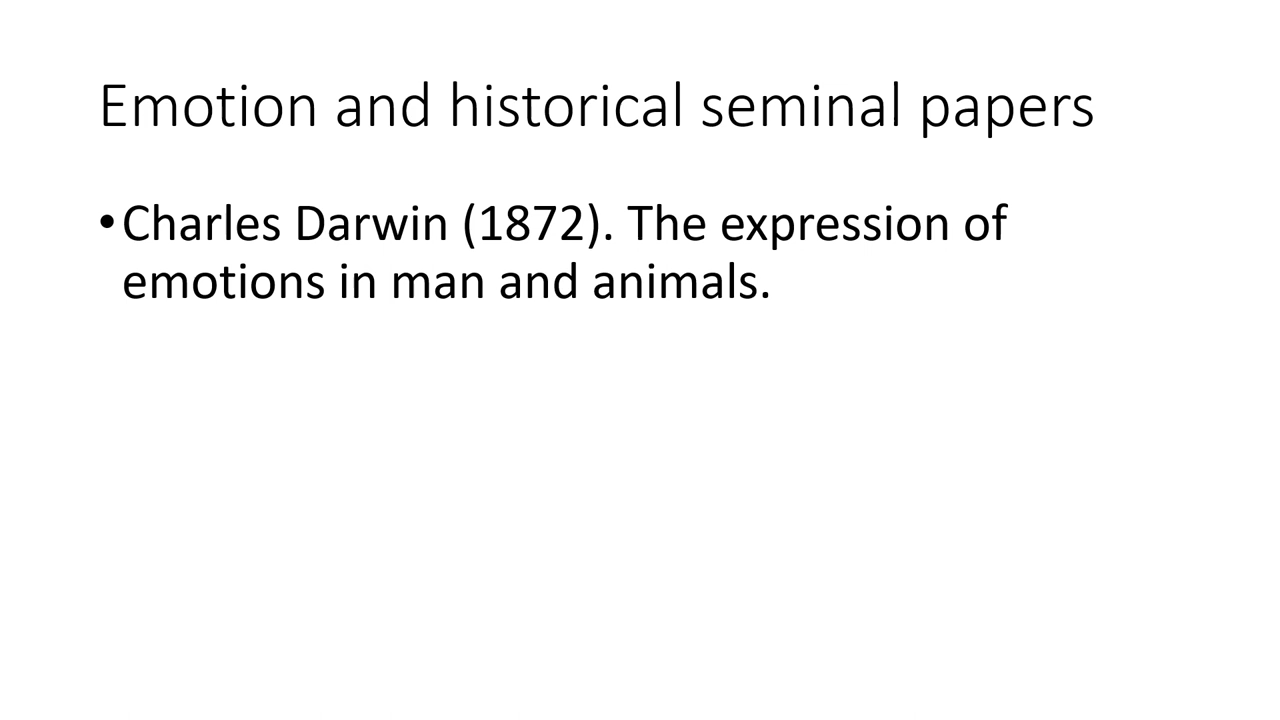 Emotion and historical seminal papers
•Charles Darwin (1872). The expression of
emotions in man and animals.